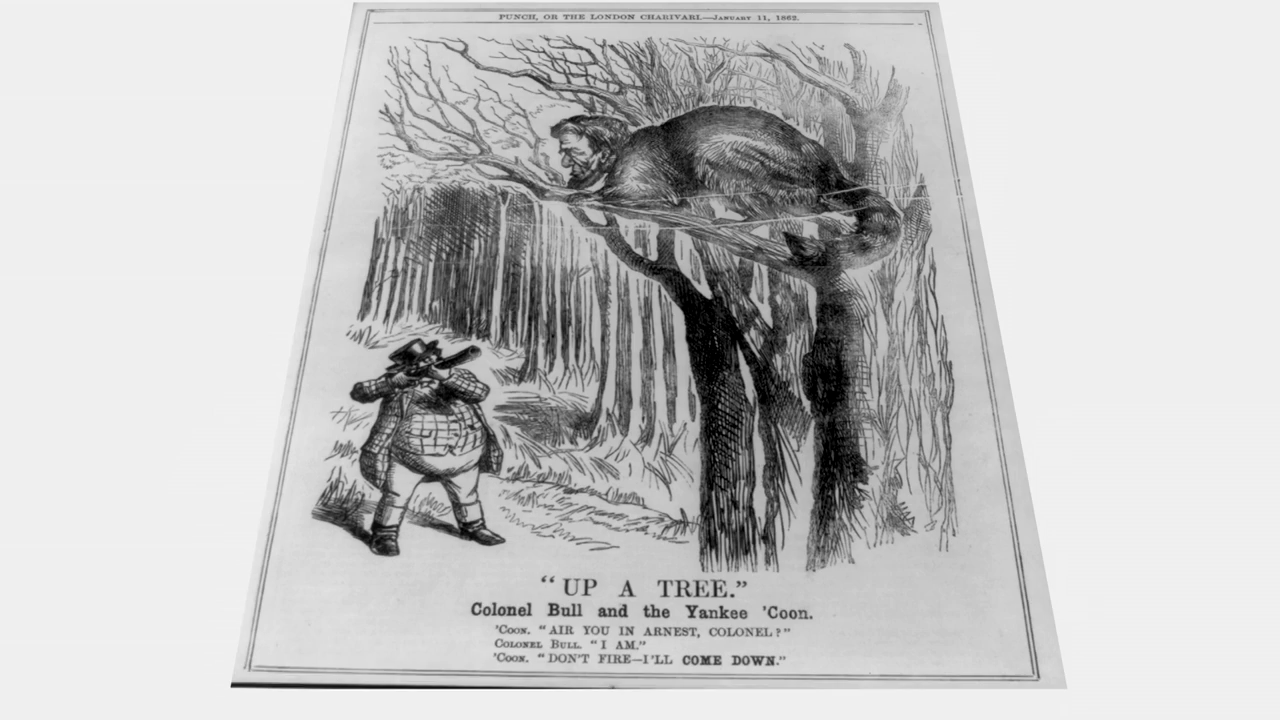 PUNCH, OR THE LONDON CHARIVARI.—JANUARY 11, 1862.
“UP A TREE.”
Colonel Bull and the Yankee ’Coon.
’COON. “AIR YOU IN ARNEST, COLONEL?”
COLONEL BULL. “I AM.”
’COON. “DON’T FIRE—I’LL COME DOWN.”